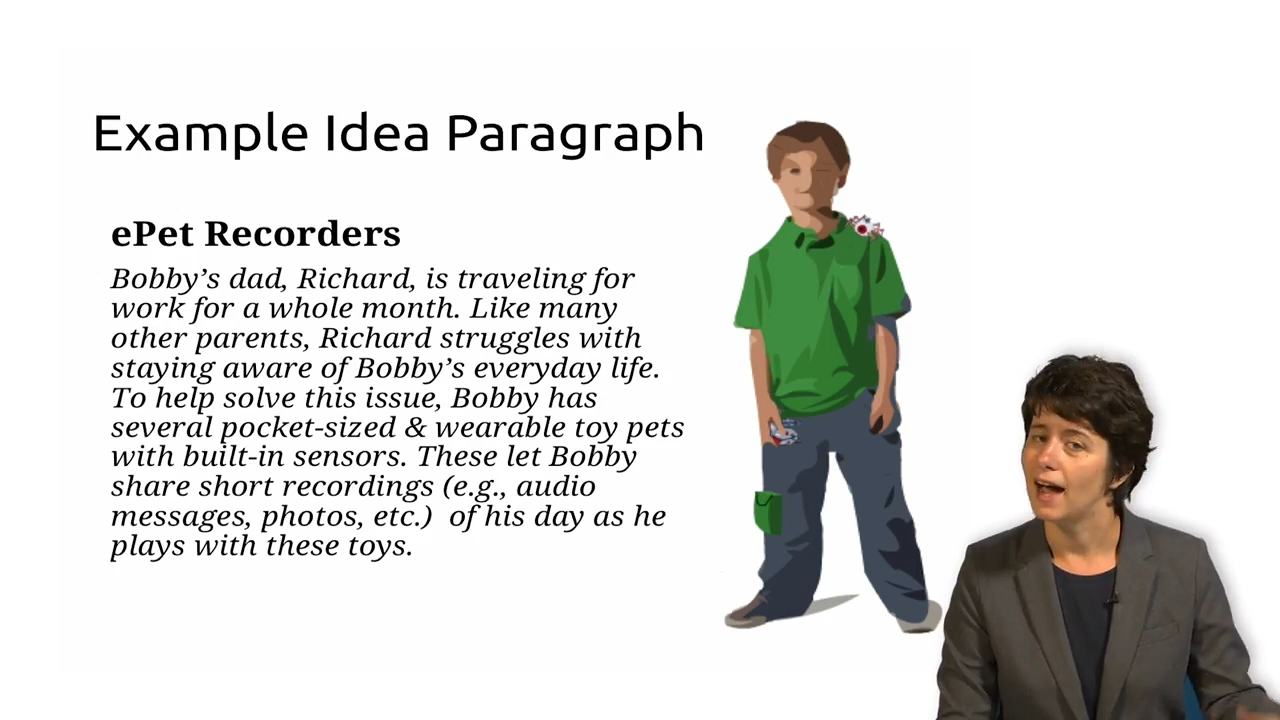 Example Idea Paragraph
ePet Recorders
Bobby’s dad, Richard, is traveling for
work for a whole month. Like many
other parents, Richard struggles with
staying aware of Bobby’s everyday life.
To help solve this issue, Bobby has
several pocket-sized & wearable toy pets
with built-in sensors. These let Bobby
share short recordings (e.g., audio
messages, photos, etc.)  of his day as he
plays with these toys.